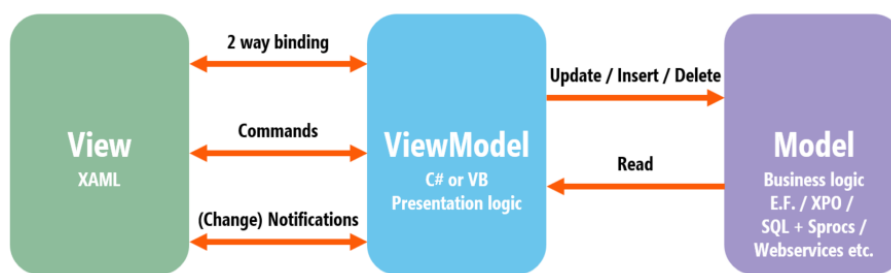 View
XAML
2 way binding
Commands
(Change) Notifications
ViewModel
C# or VB
Presentation logic
Update / Insert / Delete
Read
Model
Business logic
E.F. / XPO /
SQL + Sprocs /
Webservices etc.